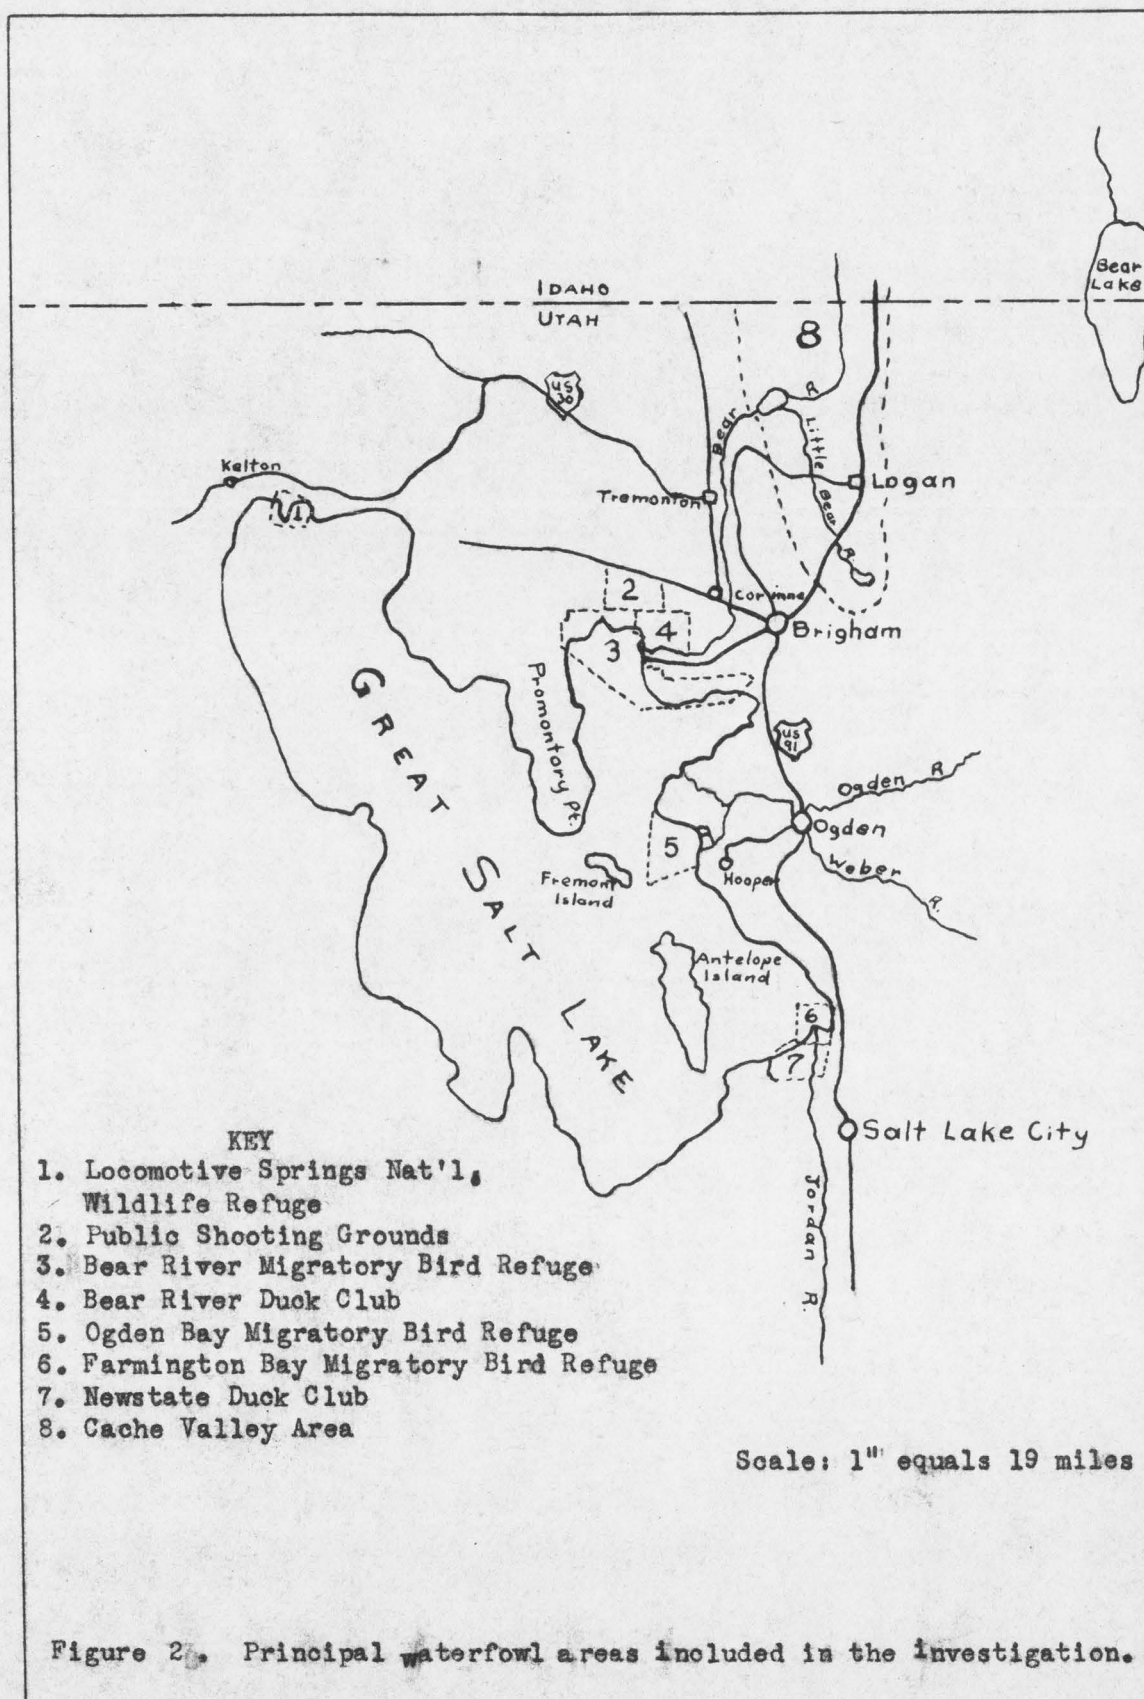 Bear
Lake
IDAHO
UTAH
8
US
30
R.
Bear
Little
Bear
R.
Kelton
1
Tremonton
Logan
2
Corinne
4
Brigham
3
GREAT
SALT
LAKE
Promontory Pt.
US
91
Ogden R.
Ogden
5
Hooper
Weber
R.
Fremont
Island
Antelope
Island
6
7
Salt Lake City
Jordan R.
KEY
1. Locomotive Springs Nat'l.
Wildlife Refuge
2. Public Shooting Grounds
3. Bear River Migratory Bird Refuge
4. Bear River Duck Club
5. Ogden Bay Migratory Bird Refuge
6. Farmington Bay Migratory Bird Refuge
7. Newstate Duck Club
8. Cache Valley Area
Scale: 1" equals 19 miles
Figure 2. Principal waterfowl areas included in the investigation.